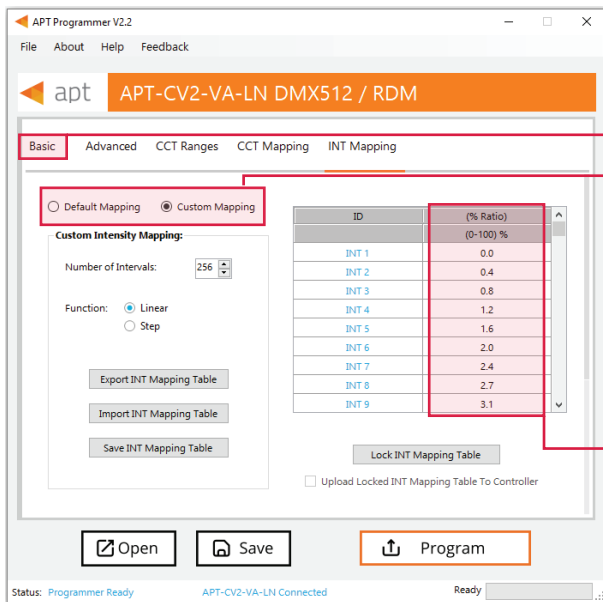 APT Programmer V2.2
File About Help Feedback
apt APT-CV2-VA-LN DMX512 / RDM
Basic Advanced CCT Ranges CCT Mapping INT Mapping
Default Mapping Custom Mapping
Custom Intensity Mapping:
Number of Intervals: 256
Function: Linear
Step
Export INT Mapping Table
Import INT Mapping Table
Save INT Mapping Table
ID (% Ratio)
(0-100) %
INT 1 0.0
INT 2 0.4
INT 3 0.8
INT 4 1.2
INT 5 1.6
INT 6 2.0
INT 7 2.4
INT 8 2.7
INT 9 3.1
Lock INT Mapping Table
Upload Locked INT Mapping Table To Controller
Open Save Program
Status: Programmer Ready APT-CV2-VA-LN Connected Ready